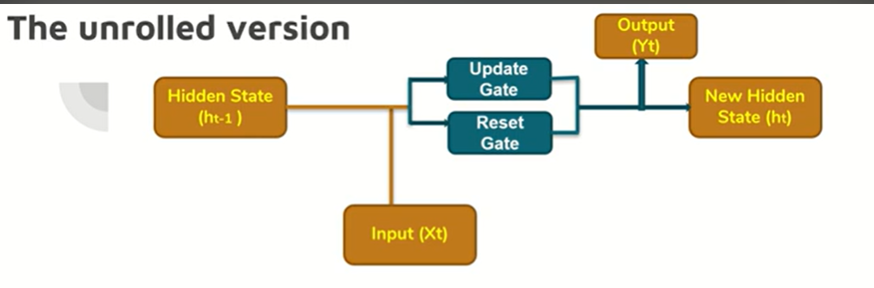 The unrolled version
Output
(Yt)
Update
Gate
Hidden State
(ht-1 )
New Hidden
State (ht)
Reset
Gate
Input (Xt)